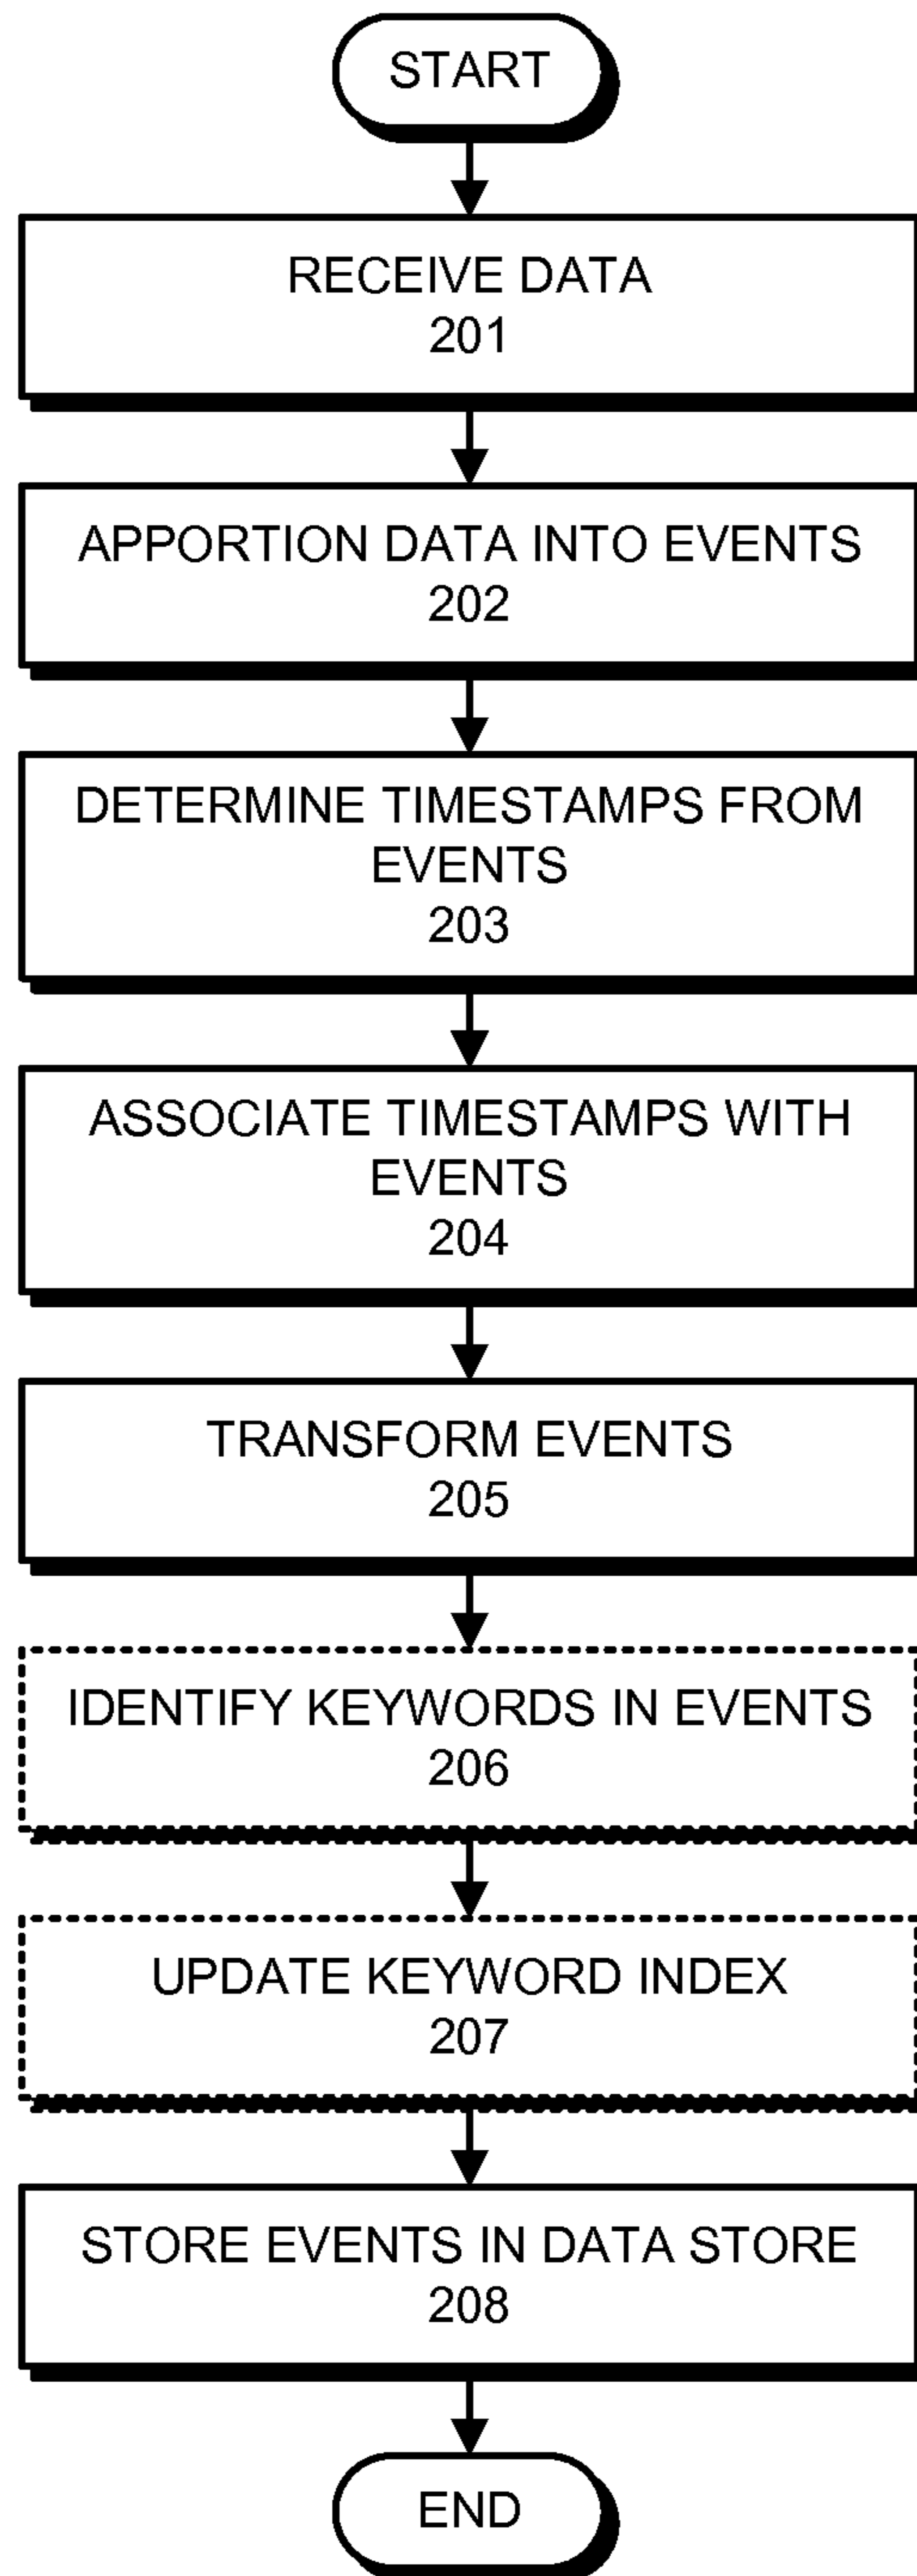 START
RECEIVE DATA
201
APPORTION DATA INTO EVENTS
202
DETERMINE TIMESTAMPS FROM
EVENTS
203
ASSOCIATE TIMESTAMPS WITH
EVENTS
204
TRANSFORM EVENTS
205
IDENTIFY KEYWORDS IN EVENTS
206
UPDATE KEYWORD INDEX
207
STORE EVENTS IN DATA STORE
208
END